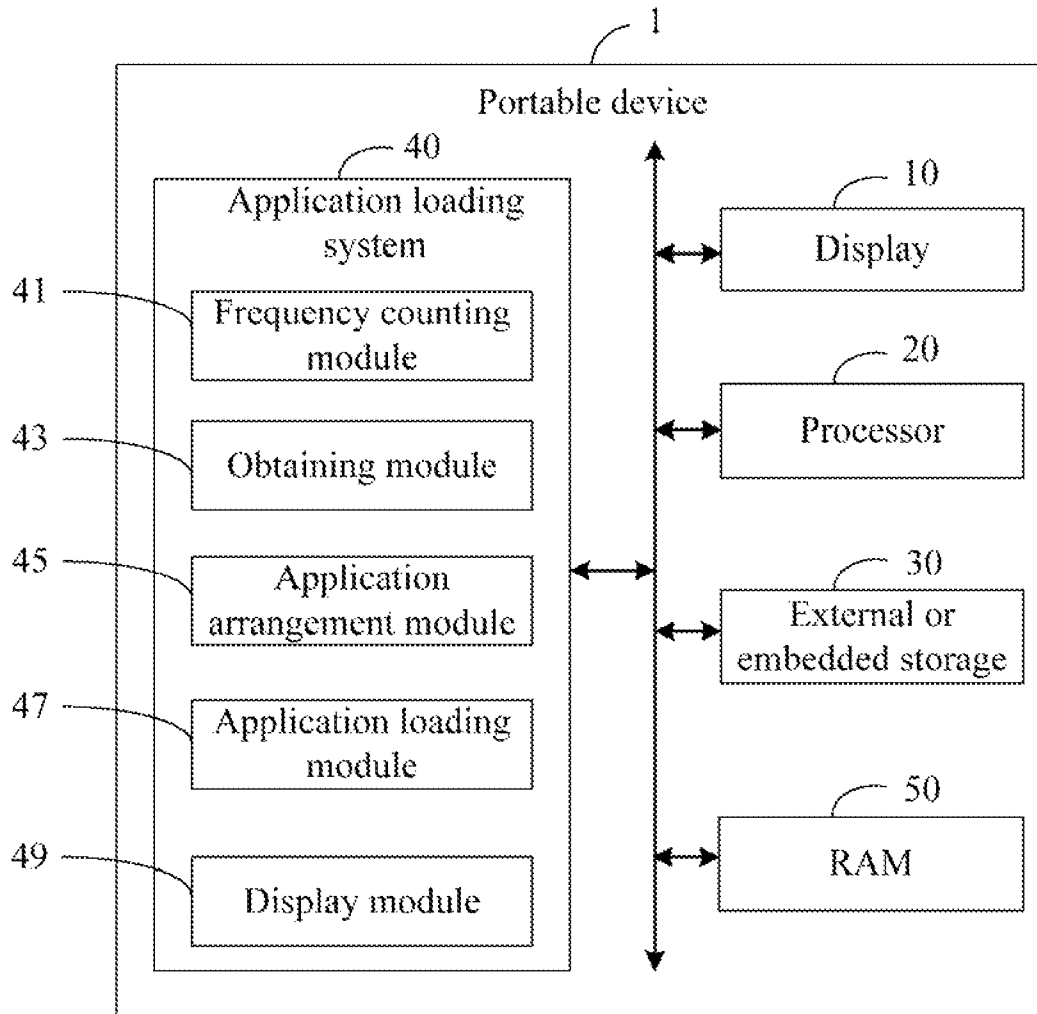 1
Portable device
40
Application loading
system
41
Frequency counting
module
43
Obtaining module
45
Application
arrangement module
47
Application loading
module
49
Display module
10
Display
20
Processor
30
External or
embedded storage
50
RAM